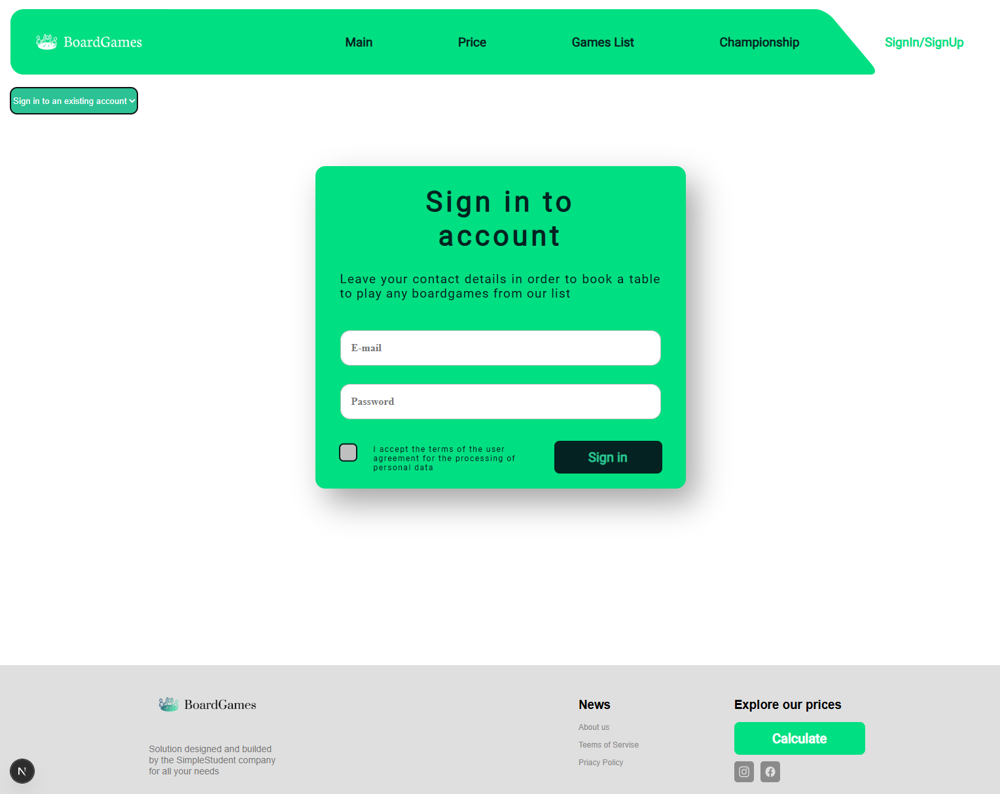 BoardGames
Main
Price
Games List
Championship
SignIn/SignUp
Sign in to an existing account
Sign in to
account
Leave your contact details in order to book a table
to play any boardgames from our list
E-mail
Password
I accept the terms of the user
agreement for the processing of
personal data
Sign in
BoardGames
Solution designed and builded
by the SimpleStudent company
for all your needs
News
About us
Teems of Servise
Priacy Policy
Explore our prices
Calculate
N